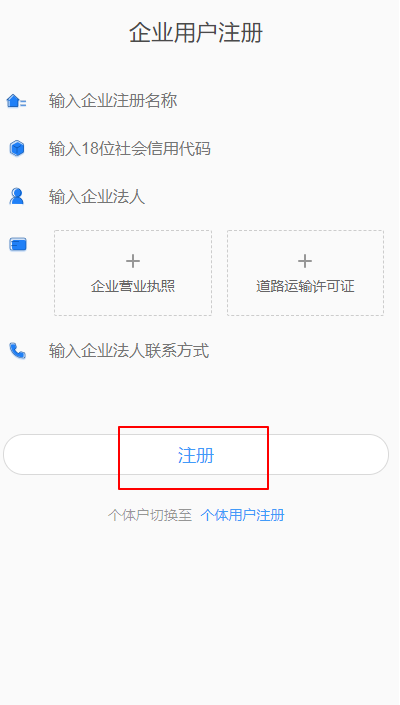 企业用户注册
输入企业注册名称
输入18位社会信用代码
输入企业法人
企业营业执照 道路运输许可证
输入企业法人联系方式
注册
个体户切换至 个体用户注册